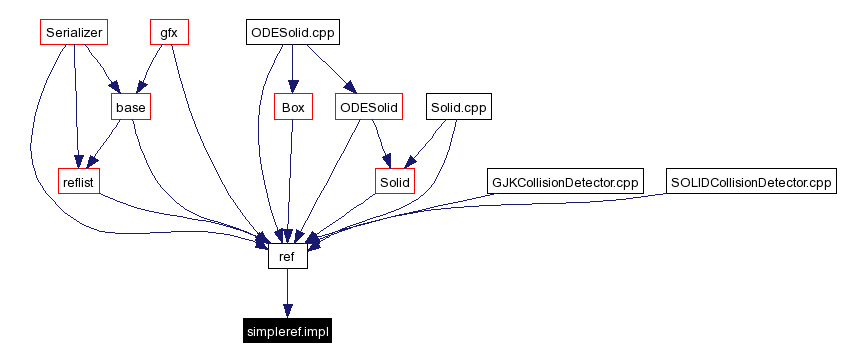 Serializer
gfx
ODESolid.cpp
base
Box
ODESolid
Solid.cpp
reflist
Solid
GJKCollisionDetector.cpp
SOLIDCollisionDetector.cpp
ref
simpleref.impl